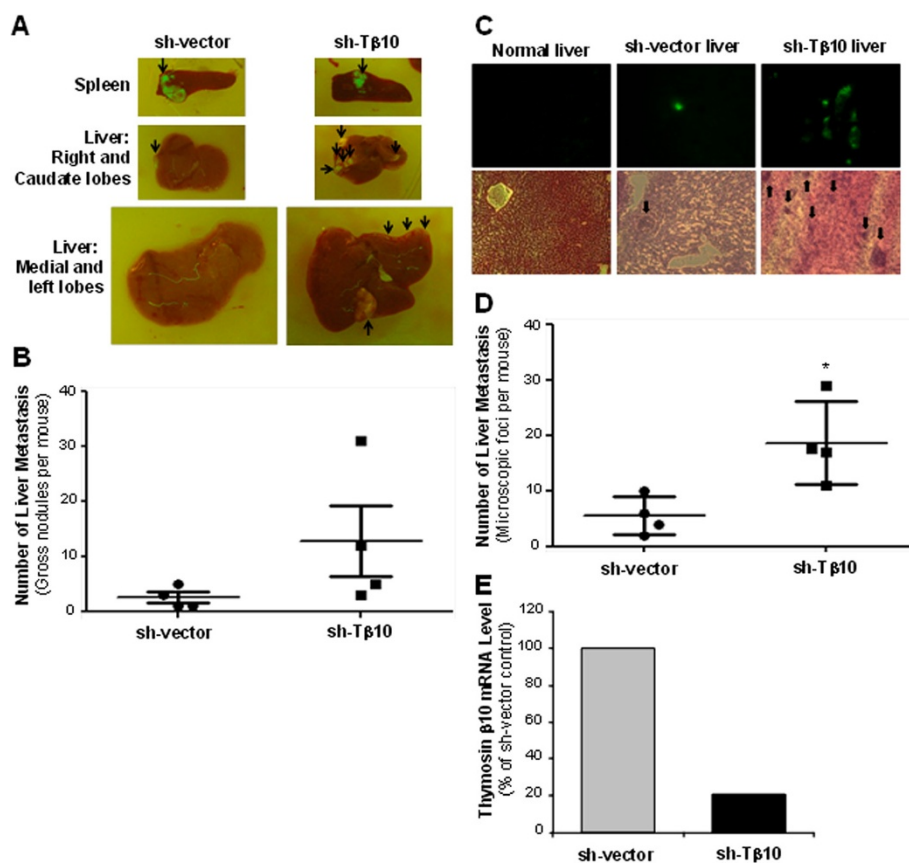 A
sh-vector
sh-Tβ10
Spleen
Liver:
Right and
Caudate lobes
Liver:
Medial and
left lobes
B
Number of Liver Metastasis
(Gross nodules per mouse)
40
30
20
10
0
sh-vector
sh-Tβ10
C
Normal liver
sh-vector liver
sh-Tβ10 liver
D
Number of Liver Metastasis
(Microscopic foci per mouse)
40
30
20
10
0
*
sh-vector
sh-Tβ10
E
Thymosin β10 mRNA Level
(% of sh-vector control)
120
100
80
60
40
20
0
sh-vector
sh-Tβ10